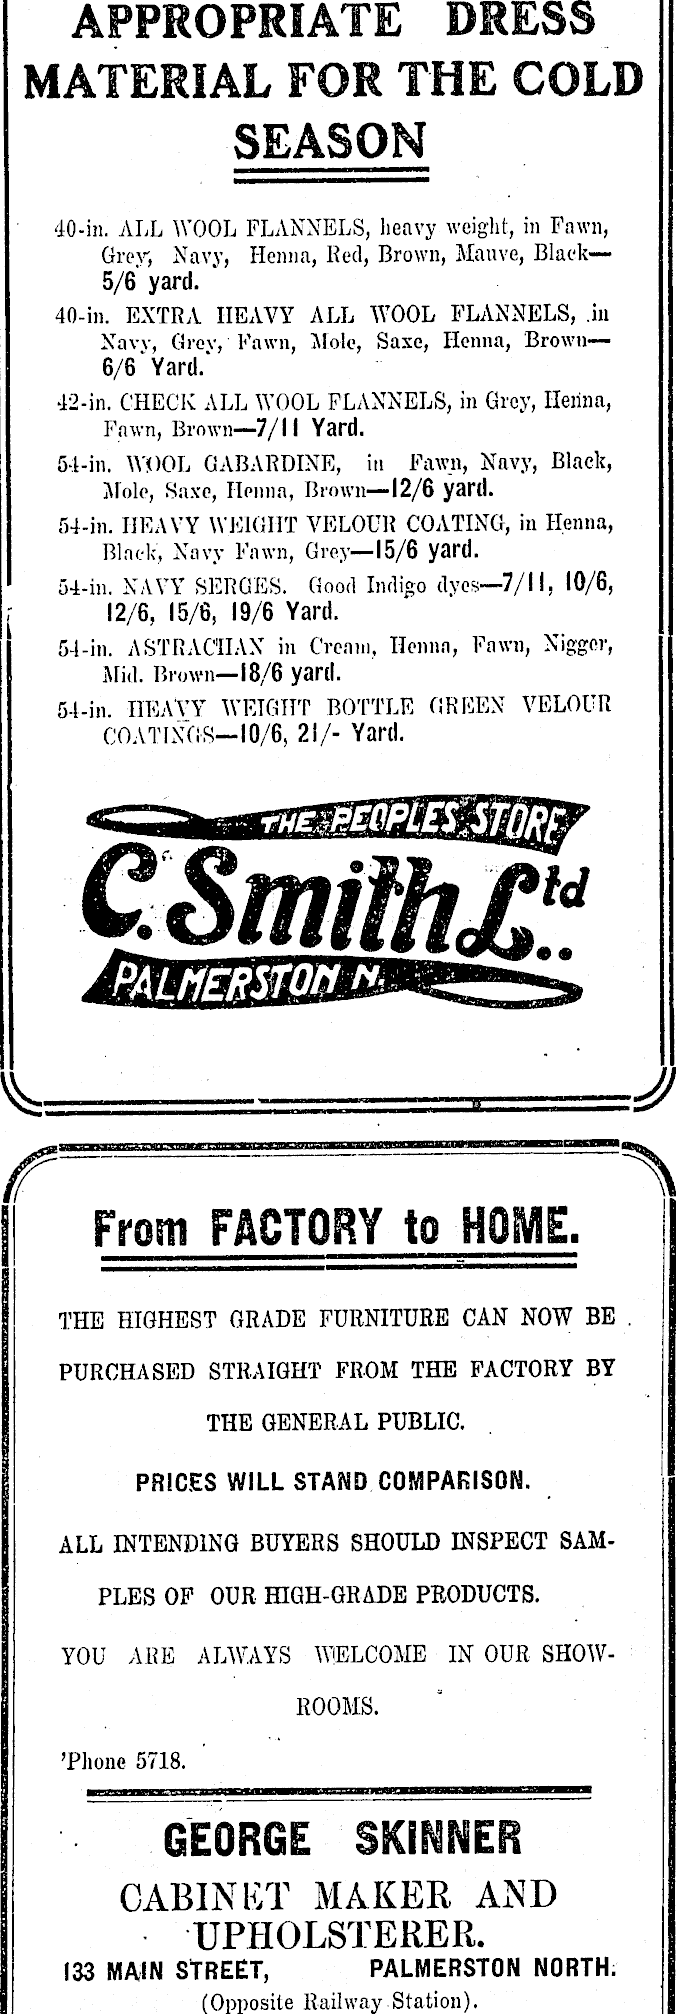 APPROPRIATE DRESS
MATERIAL FOR THE COLD
SEASON
40-in. ALL WOOL FLANNELS, heavy weight, in Fawn,
Grey, Navy, Henna, Red, Brown, Mauve, Black—
5/6 yard.
40-in. EXTRA HEAVY ALL WOOL FLANNELS, in
Navy, Grey, Fawn, Mole, Saxe, Henna, Brown—
6/6 Yard.
42-in. CHECK ALL WOOL FLANNELS, in Grey, Henna,
Fawn, Brown—7/11 Yard.
54-in. WOOL GABARDINE, in Fawn, Navy, Black,
Mole, Saxe, Henna, Brown—12/6 yard.
54-in. HEAVY WEIGHT VELOUR COATING, in Henna,
Black, Navy Fawn, Grey—15/6 yard.
54-in. NAVY SERGES. Good Indigo dyes—7/11, 10/6,
12/6, 15/6, 19/6 Yard.
54-in. ASTRACHAN in Cream, Henna, Fawn, Nigger,
Mid. Brown—18/6 yard.
54-in. HEAVY WEIGHT BOTTLE GREEN VELOUR
COATINGS—10/6, 21/- Yard.
THE PEOPLES STORE
C. Smith Ltd..
PALMERSTON N.
From FACTORY to HOME.
THE HIGHEST GRADE FURNITURE CAN NOW BE
PURCHASED STRAIGHT FROM THE FACTORY BY
THE GENERAL PUBLIC.
PRICES WILL STAND COMPARISON.
ALL INTENDING BUYERS SHOULD INSPECT SAM-
PLES OF OUR HIGH-GRADE PRODUCTS.
YOU ARE ALWAYS WELCOME IN OUR SHOW-
ROOMS.
'Phone 5718.
GEORGE SKINNER
CABINET MAKER AND
UPHOLSTERER.
133 MAIN STREET, PALMERSTON NORTH.
(Opposite Railway Station).